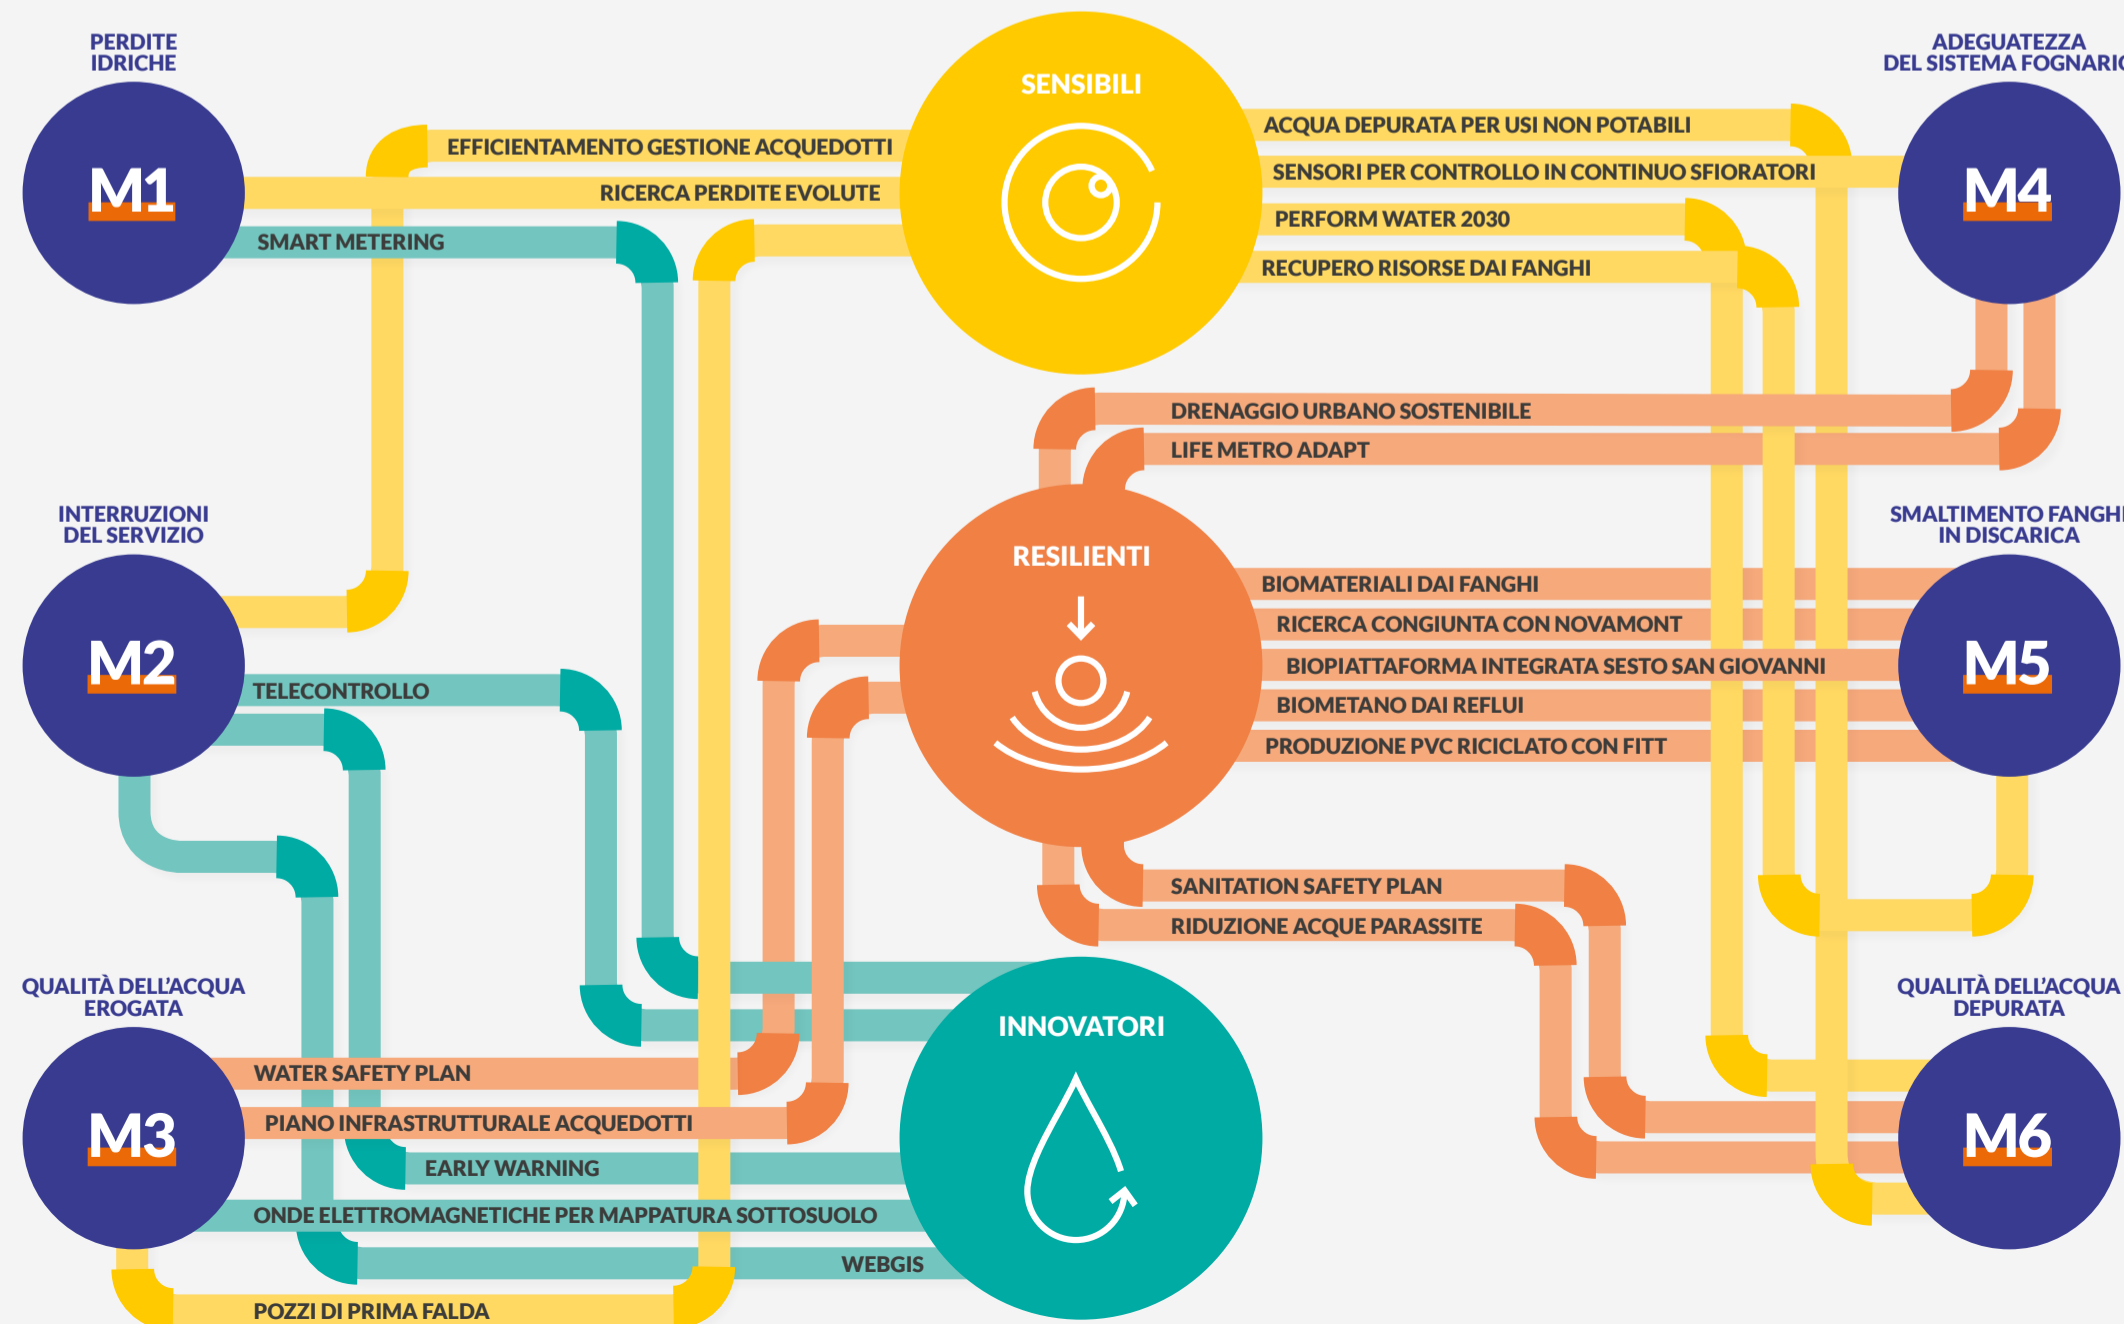 PERDITE
IDRICHE
M1
SENSIBILI
ADEGUATEZZA
DEL SISTEMA FOGNARIO
M4
EFFICIENTAMENTO GESTIONE ACQUEDOTTI
RICERCA PERDITE EVOLUTE
SMART METERING
ACQUA DEPURATA PER USI NON POTABILI
SENSORI PER CONTROLLO IN CONTINUO SFIORATORI
PERFORM WATER 2030
RECUPERO RISORSE DAI FANGHI
DRENAGGIO URBANO SOSTENIBILE
LIFE METRO ADAPT
INTERRUZIONI
DEL SERVIZIO
M2
TELECONTROLLO
RESILIENTI
BIOMATERIALI DAI FANGHI
RICERCA CONGIUNTA CON NOVAMONT
BIOPIATTAFORMA INTEGRATA SESTO SAN GIOVANNI
BIOMETANO DAI REFLUI
PRODUZIONE PVC RICICLATO CON FITT
SMALTIMENTO FANGHI
IN DISCARICA
M5
SANITATION SAFETY PLAN
RIDUZIONE ACQUE PARASSITE
QUALITÀ DELL'ACQUA
EROGATA
M3
WATER SAFETY PLAN
PIANO INFRASTRUTTURALE ACQUEDOTTI
EARLY WARNING
ONDE ELETTROMAGNETICHE PER MAPPATURA SOTTOSUOLO
WEBGIS
POZZI DI PRIMA FALDA
INNOVATORI
QUALITÀ DELL'ACQUA
DEPURATA
M6